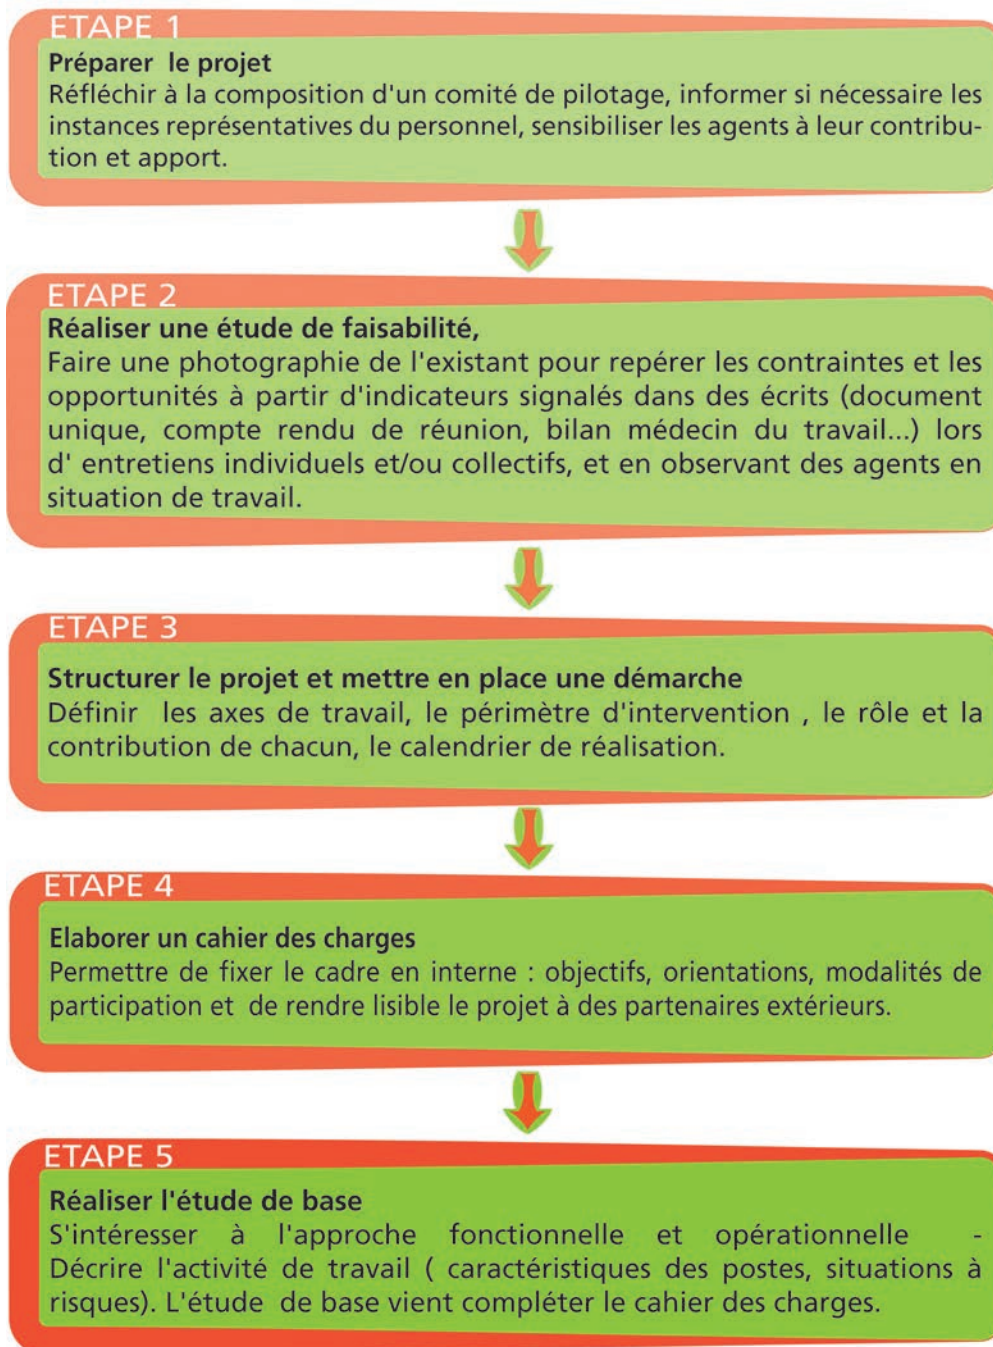 ETAPE 1
Préparer le projet
Réfléchir à la composition d'un comité de pilotage, informer si nécessaire les
instances représentatives du personnel, sensibiliser les agents à leur contribu-
tion et apport.
ETAPE 2
Réaliser une étude de faisabilité,
Faire une photographie de l'existant pour repérer les contraintes et les
opportunités à partir d'indicateurs signalés dans des écrits (document
unique, compte rendu de réunion, bilan médecin du travail...) lors
d' entretiens individuels et/ou collectifs, et en observant des agents en
situation de travail.
ETAPE 3
Structurer le projet et mettre en place une démarche
Définir les axes de travail, le périmètre d'intervention , le rôle et la
contribution de chacun, le calendrier de réalisation.
ETAPE 4
Elaborer un cahier des charges
Permettre de fixer le cadre en interne : objectifs, orientations, modalités de
participation et de rendre lisible le projet à des partenaires extérieurs.
ETAPE 5
Réaliser l'étude de base
S'intéresser à l'approche fonctionnelle et opérationnelle -
Décrire l'activité de travail ( caractéristiques des postes, situations à
risques). L'étude de base vient compléter le cahier des charges.